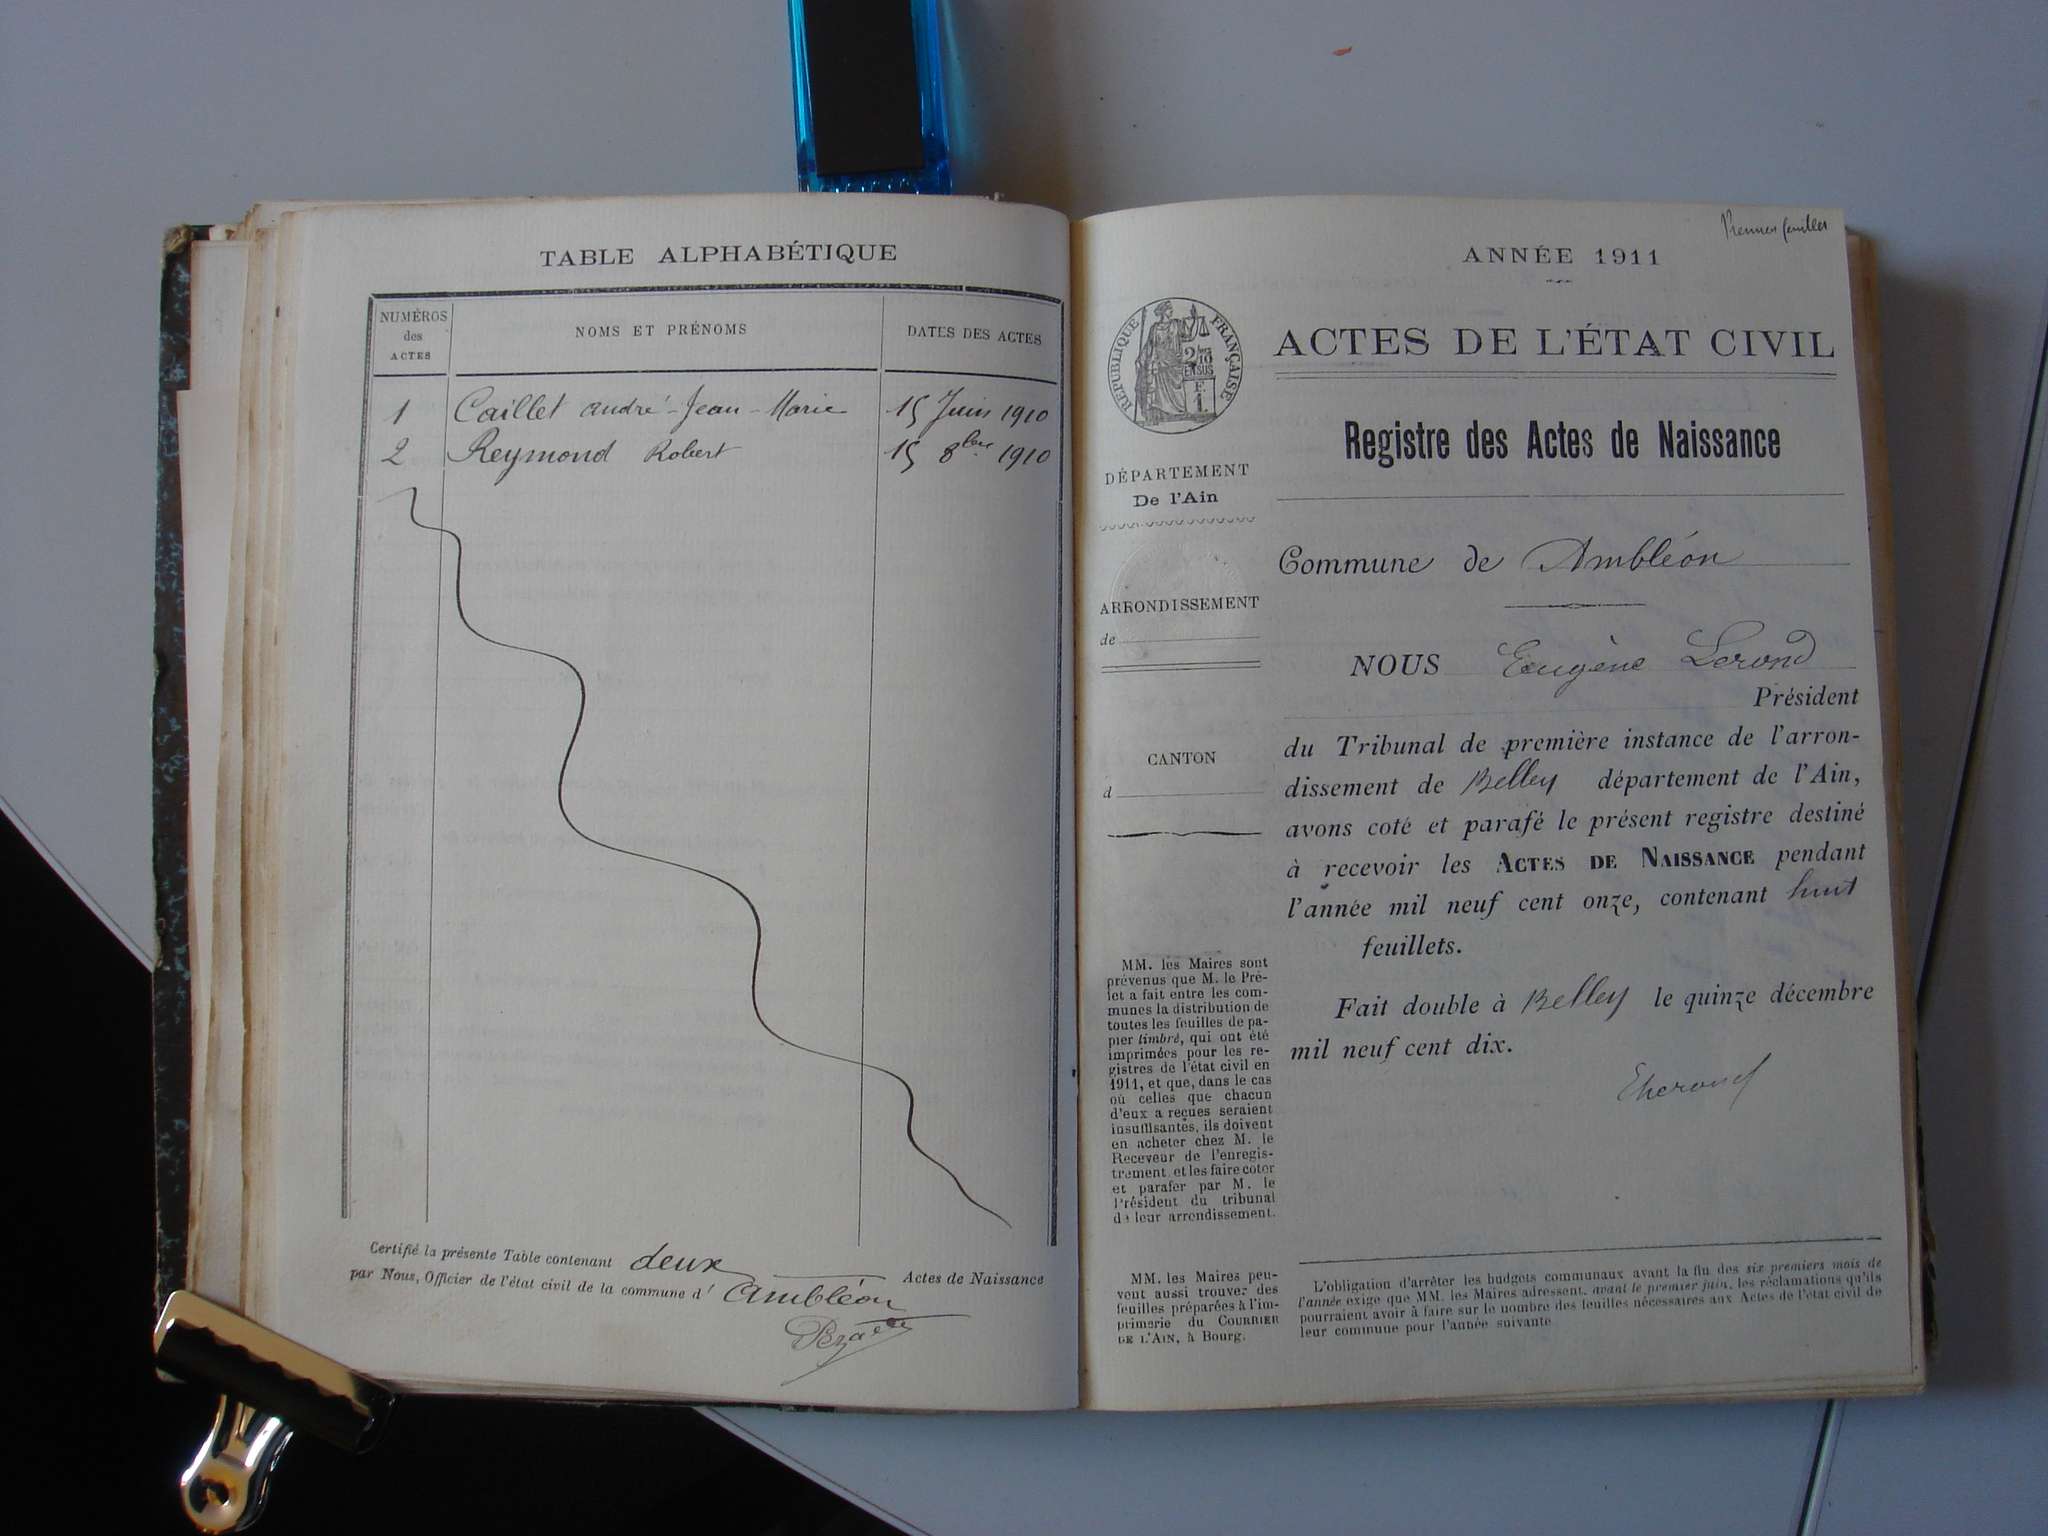 TABLE ALPHABÉTIQUE
NUMÉROS
des
ACTES
NOMS ET PRÉNOMS
DATES DES ACTES
1 Caillet André-Jean-Marie 15 Juin 1910
2 Reymond Robert 15 8bre 1910
Certifié la présente Table contenant deux Actes de Naissance
par Nous, Officier de l'état civil de la commune d' Ambléon
Premier feuillet
ANNÉE 1911
RÉPUBLIQUE FRANÇAISE
ACTES DE L'ÉTAT CIVIL
Registre des Actes de Naissance
DÉPARTEMENT
De l'Ain
ARRONDISSEMENT
de
CANTON
d
MM. les Maires sont
prévenus que M. le Pré-
fet a fait entre les com-
munes la distribution de
toutes les feuilles de pa-
pier timbré, qui ont été
imprimées pour les re-
gistres de l'état civil en
1911, et que, dans le cas
où celles que chacun
d'eux a reçues seraient
insuffisantes, ils doivent
en acheter chez M. le
Receveur de l'enregis-
trement, et les faire coter
et parafer par M. le
Président du tribunal
de leur arrondissement.
MM. les Maires peu-
vent aussi trouver des
feuilles préparées à l'im-
primerie du COURRIER
DE L'AIN, à Bourg.
Commune de Ambléon
NOUS Eugène Lerond
Président
du Tribunal de première instance de l'arron-
dissement de Belley département de l'Ain,
avons coté et parafé le présent registre destiné
à recevoir les ACTES DE NAISSANCE pendant
l'année mil neuf cent onze, contenant huit
feuillets.
Fait double à Belley le quinze décembre
mil neuf cent dix.
L'obligation d'arrêter les budgets communaux avant la fin des six premiers mois de
l'année exige que MM. les Maires adressent, avant le premier juin, les réclamations qu'ils
pourraient avoir à faire sur le nombre des feuilles nécessaires aux Actes de l'état civil de
leur commune pour l'année suivante